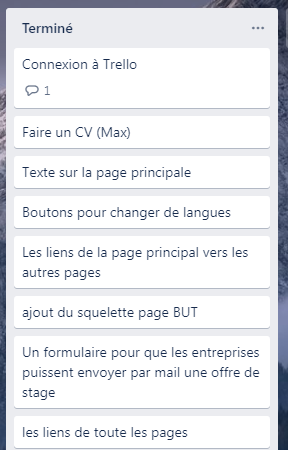 Terminé
Connexion à Trello
1
Faire un CV (Max)
Texte sur la page principale
Boutons pour changer de langues
Les liens de la page principal vers les
autres pages
ajout du squelette page BUT
Un formulaire pour que les entreprises
puissent envoyer par mail une offre de
stage
les liens de toute les pages